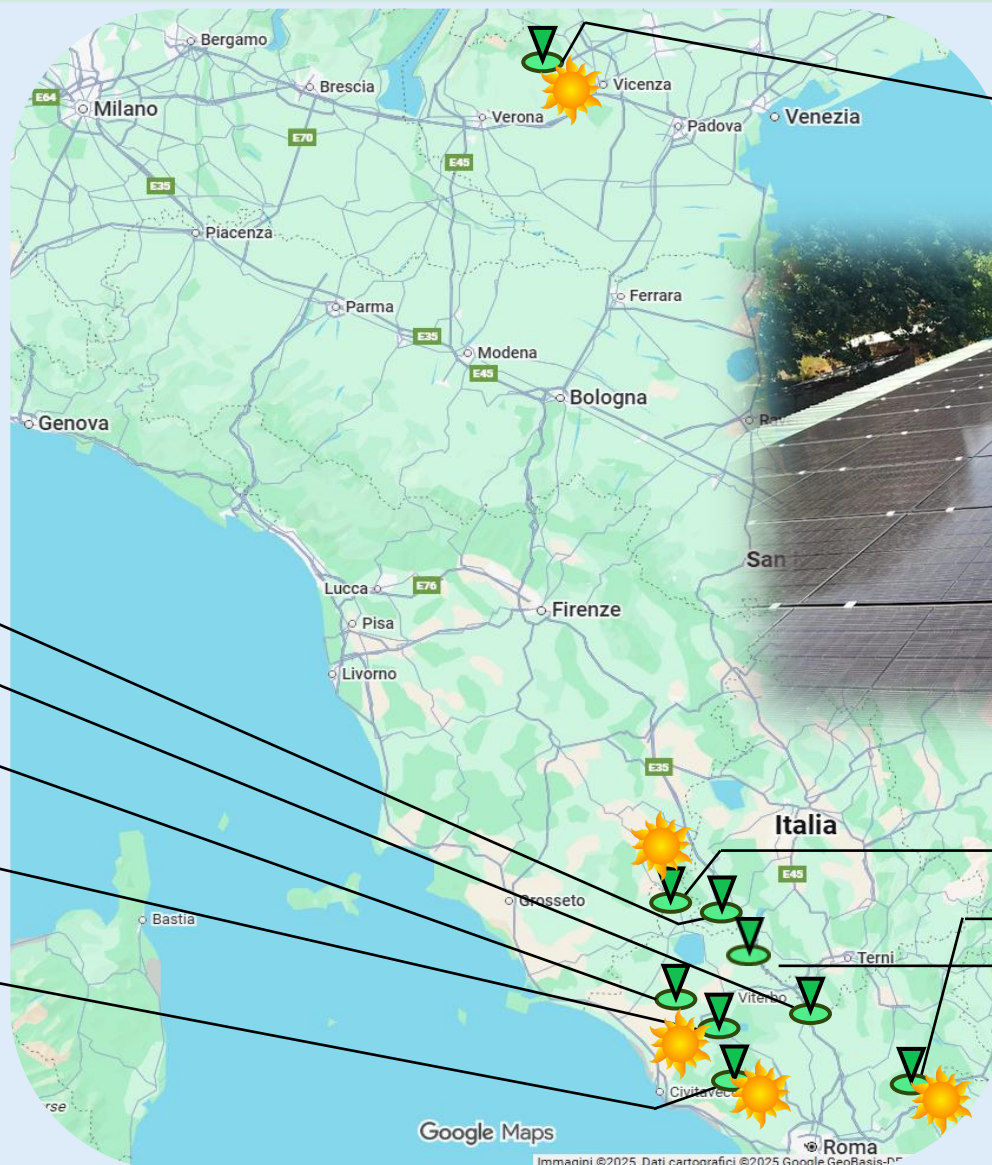 Bergamo
Brescia
Vicenza
E64
Milano
Verona
Padova
Venezia
E70
E45
E35
Piacenza
Ferrara
Parma
E35
Modena
E45
Bologna
Genova
San
Lucca
E76
Firenze
Pisa
Livorno
E35
Italia
E45
Grosseto
Bastia
Terni
Viterbo
Roma
Google Maps
Immagini ©2025, Dati cartografici ©2025 Google, GeoBasis-DE